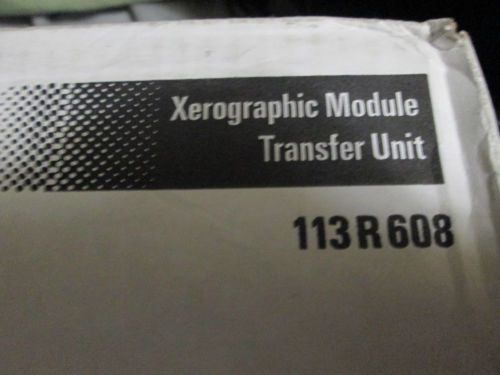 Xerographic Module
Transfer Unit
113R608